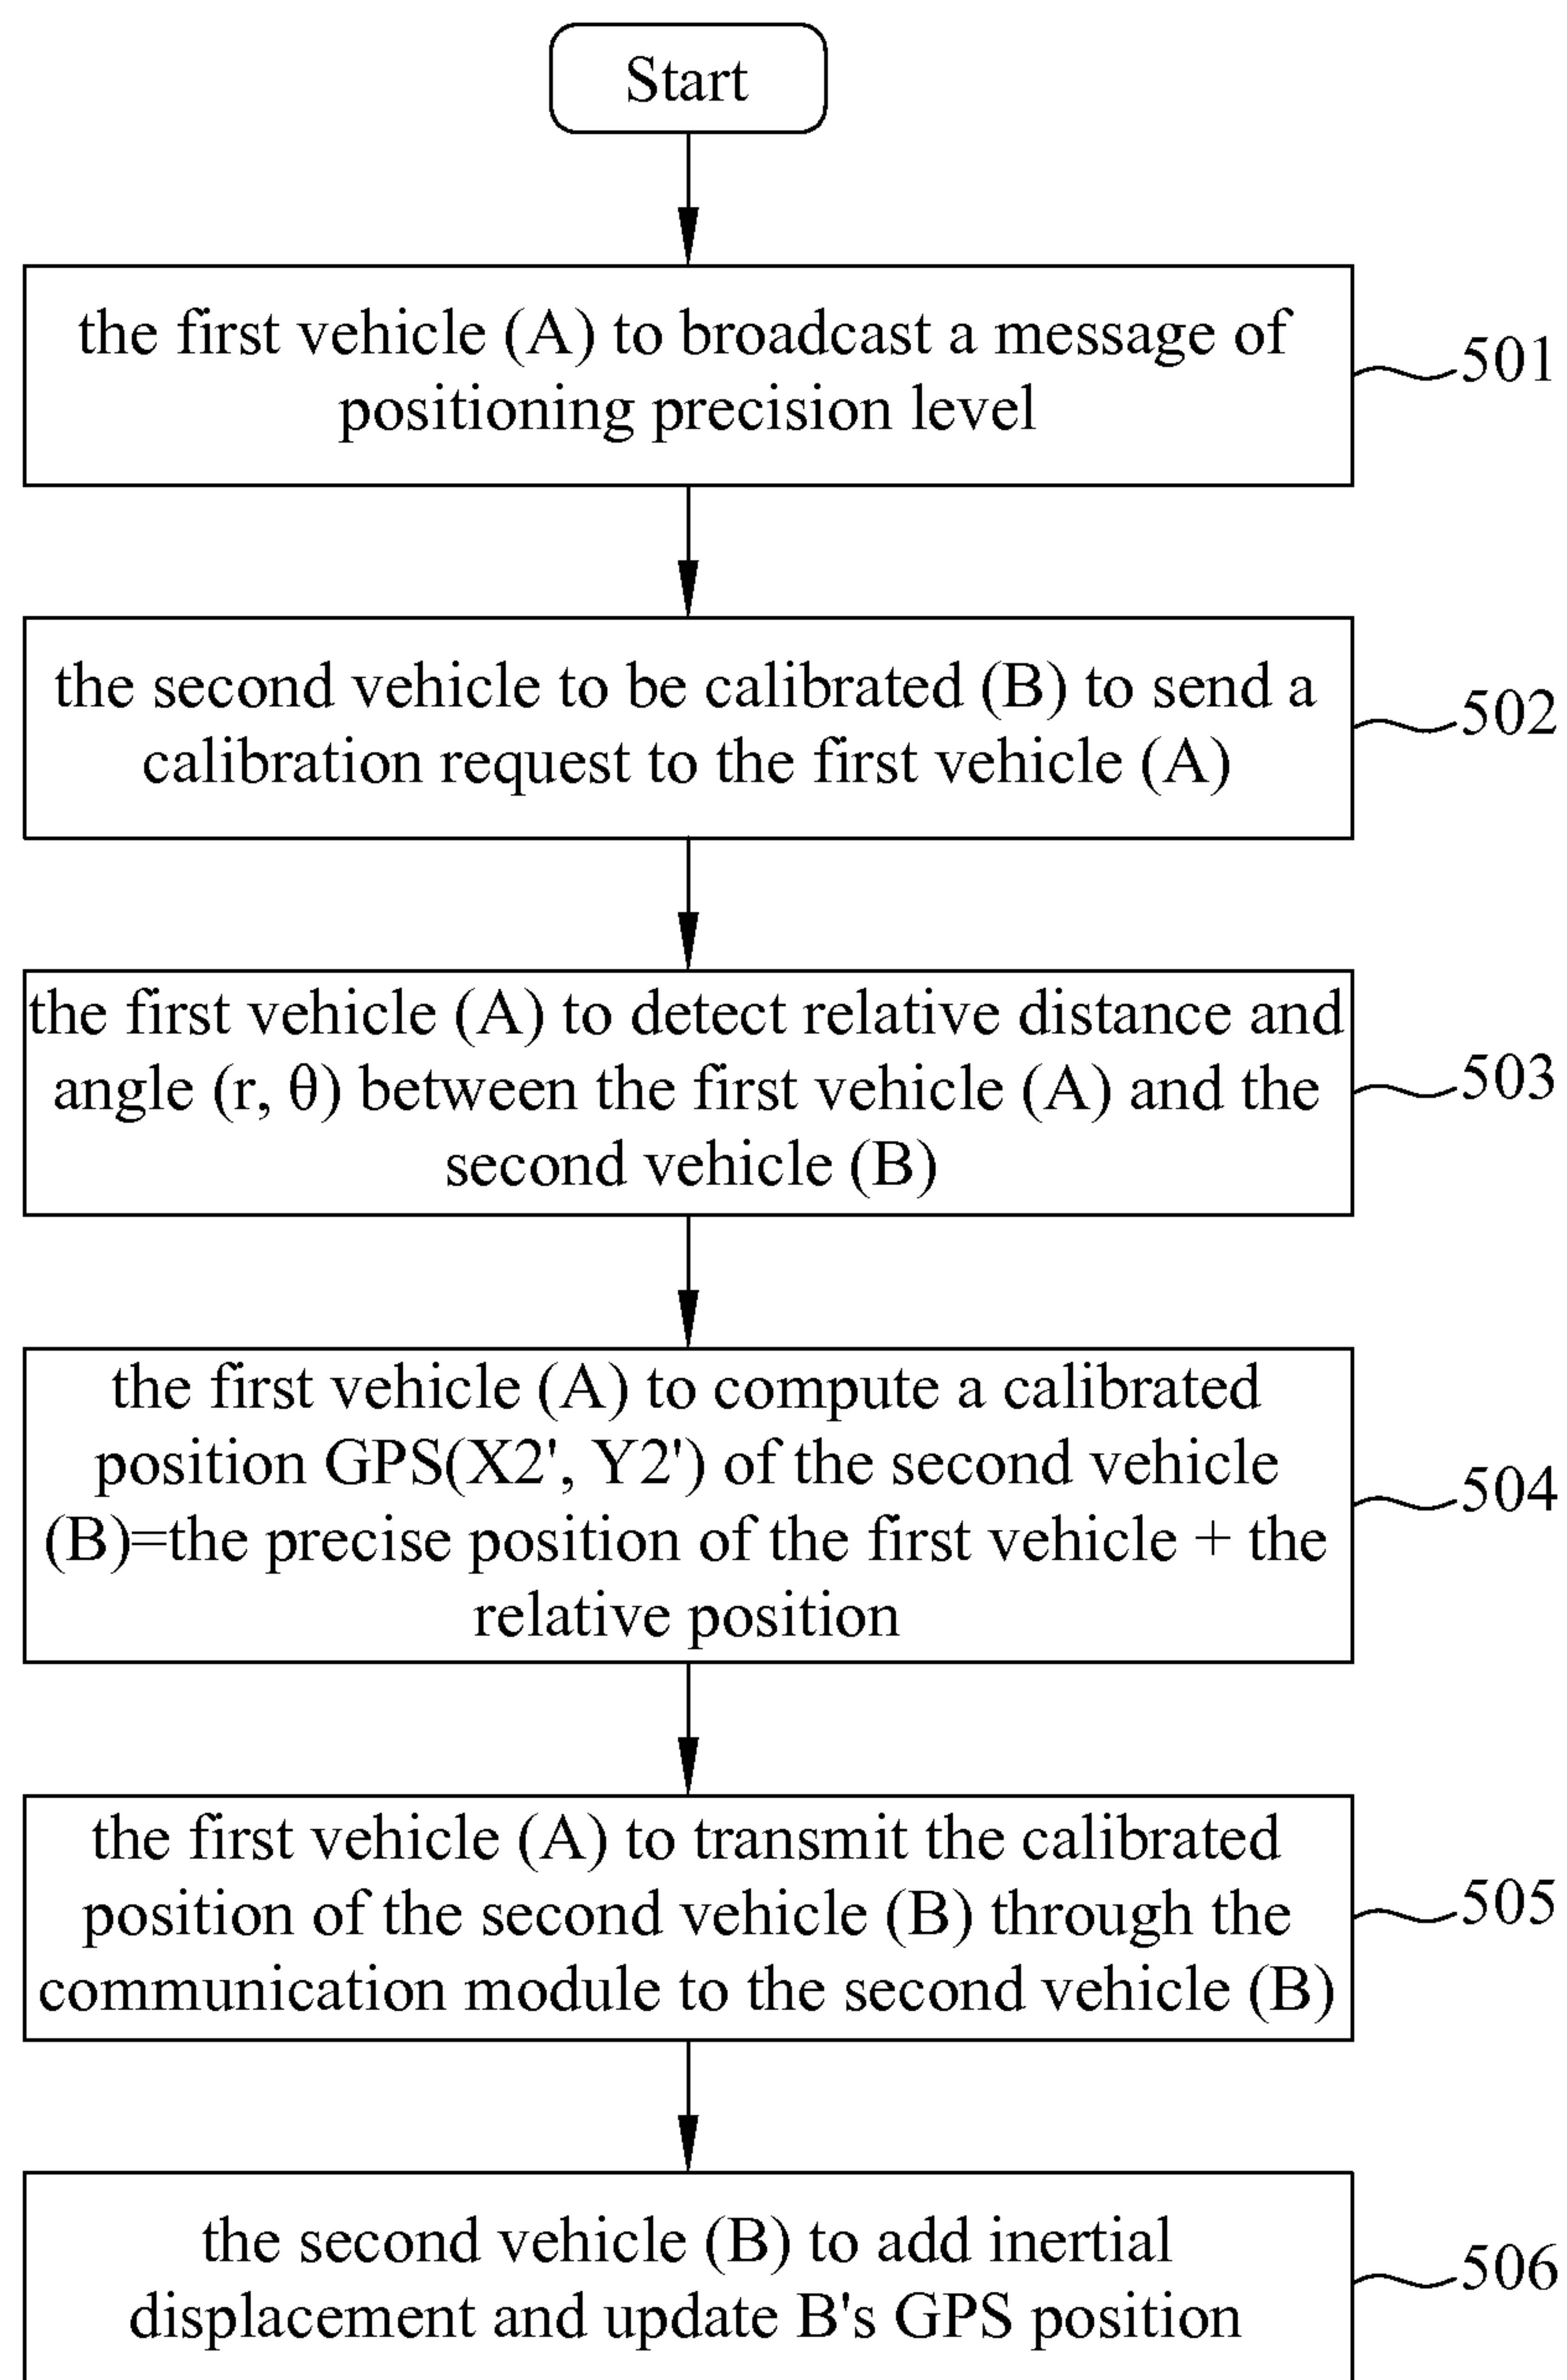 Start
the first vehicle (A) to broadcast a message of
positioning precision level
501
the second vehicle to be calibrated (B) to send a
calibration request to the first vehicle (A)
502
the first vehicle (A) to detect relative distance and
angle (r, θ) between the first vehicle (A) and the
second vehicle (B)
503
the first vehicle (A) to compute a calibrated
position GPS(X2', Y2') of the second vehicle
(B)=the precise position of the first vehicle + the
relative position
504
the first vehicle (A) to transmit the calibrated
position of the second vehicle (B) through the
communication module to the second vehicle (B)
505
the second vehicle (B) to add inertial
displacement and update B's GPS position
506